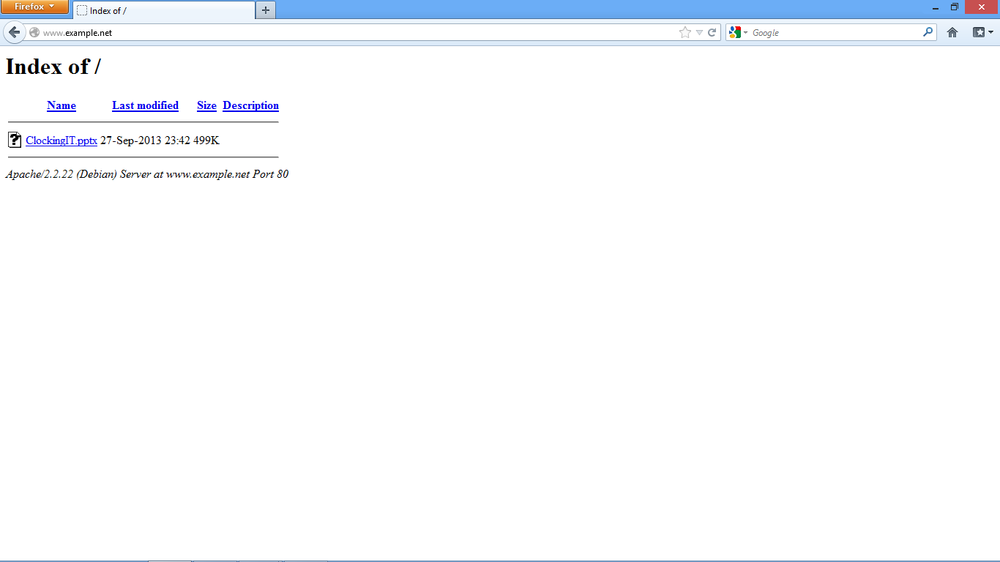 Firefox
Index of /
www.example.net
Google
Index of /
Name Last modified Size Description
ClockingIT.pptx 27-Sep-2013 23:42 499K
Apache/2.2.22 (Debian) Server at www.example.net Port 80